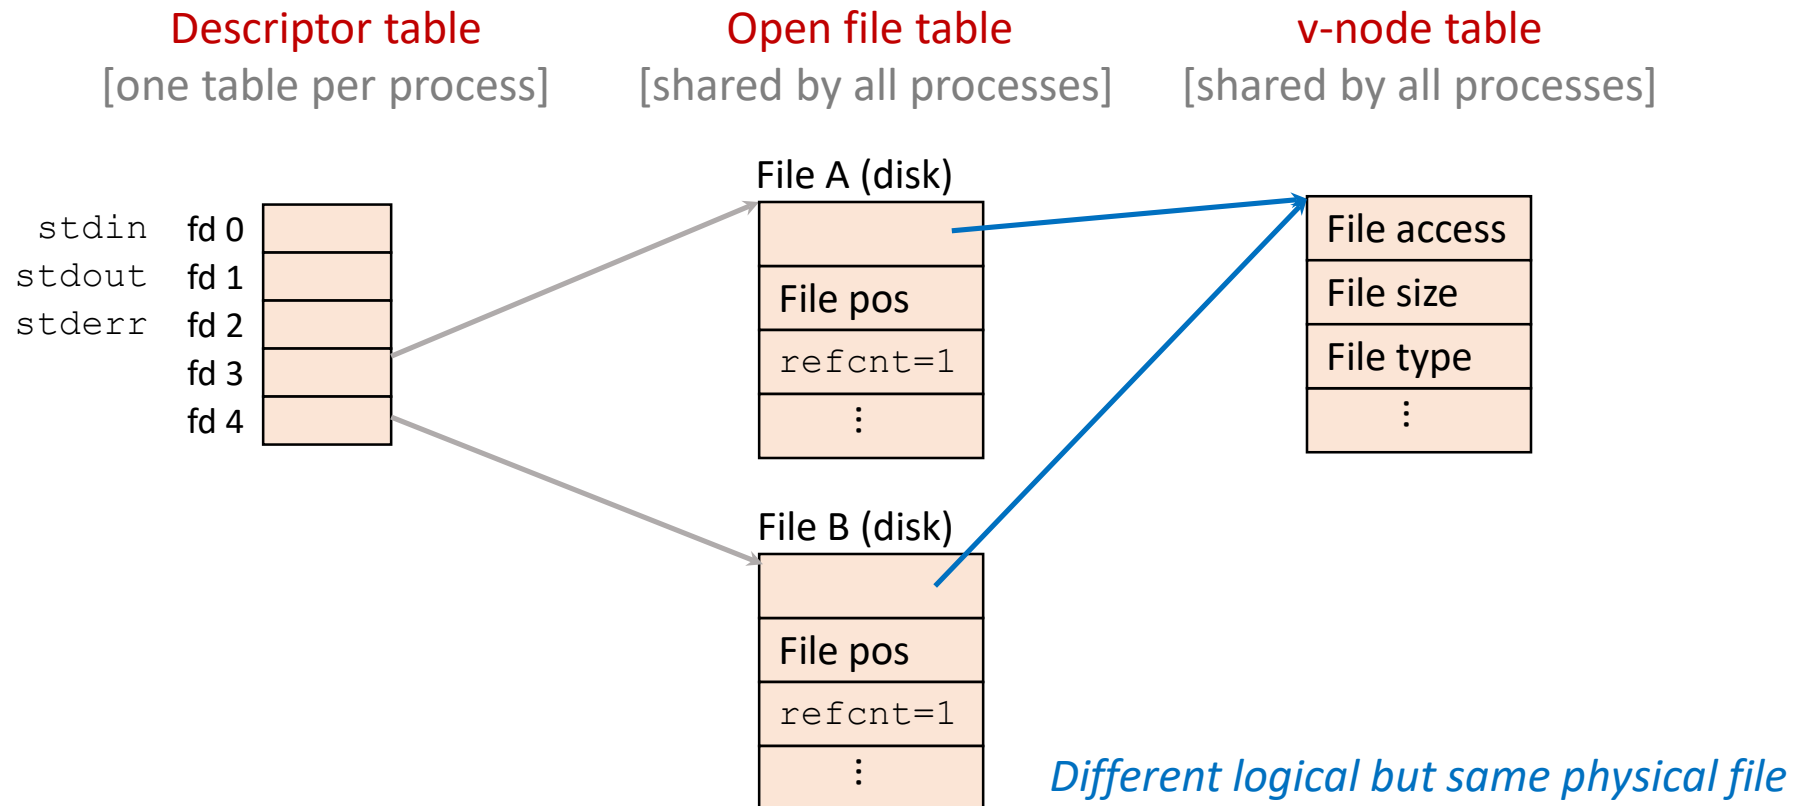 Descriptor table
[one table per process]
Open file table
[shared by all processes]
v-node table
[shared by all processes]
stdin fd 0
stdout fd 1
stderr fd 2
fd 3
fd 4
File A (disk)
File pos
refcnt=1
⋮
File B (disk)
File pos
refcnt=1
⋮
File access
File size
File type
⋮
Different logical but same physical file